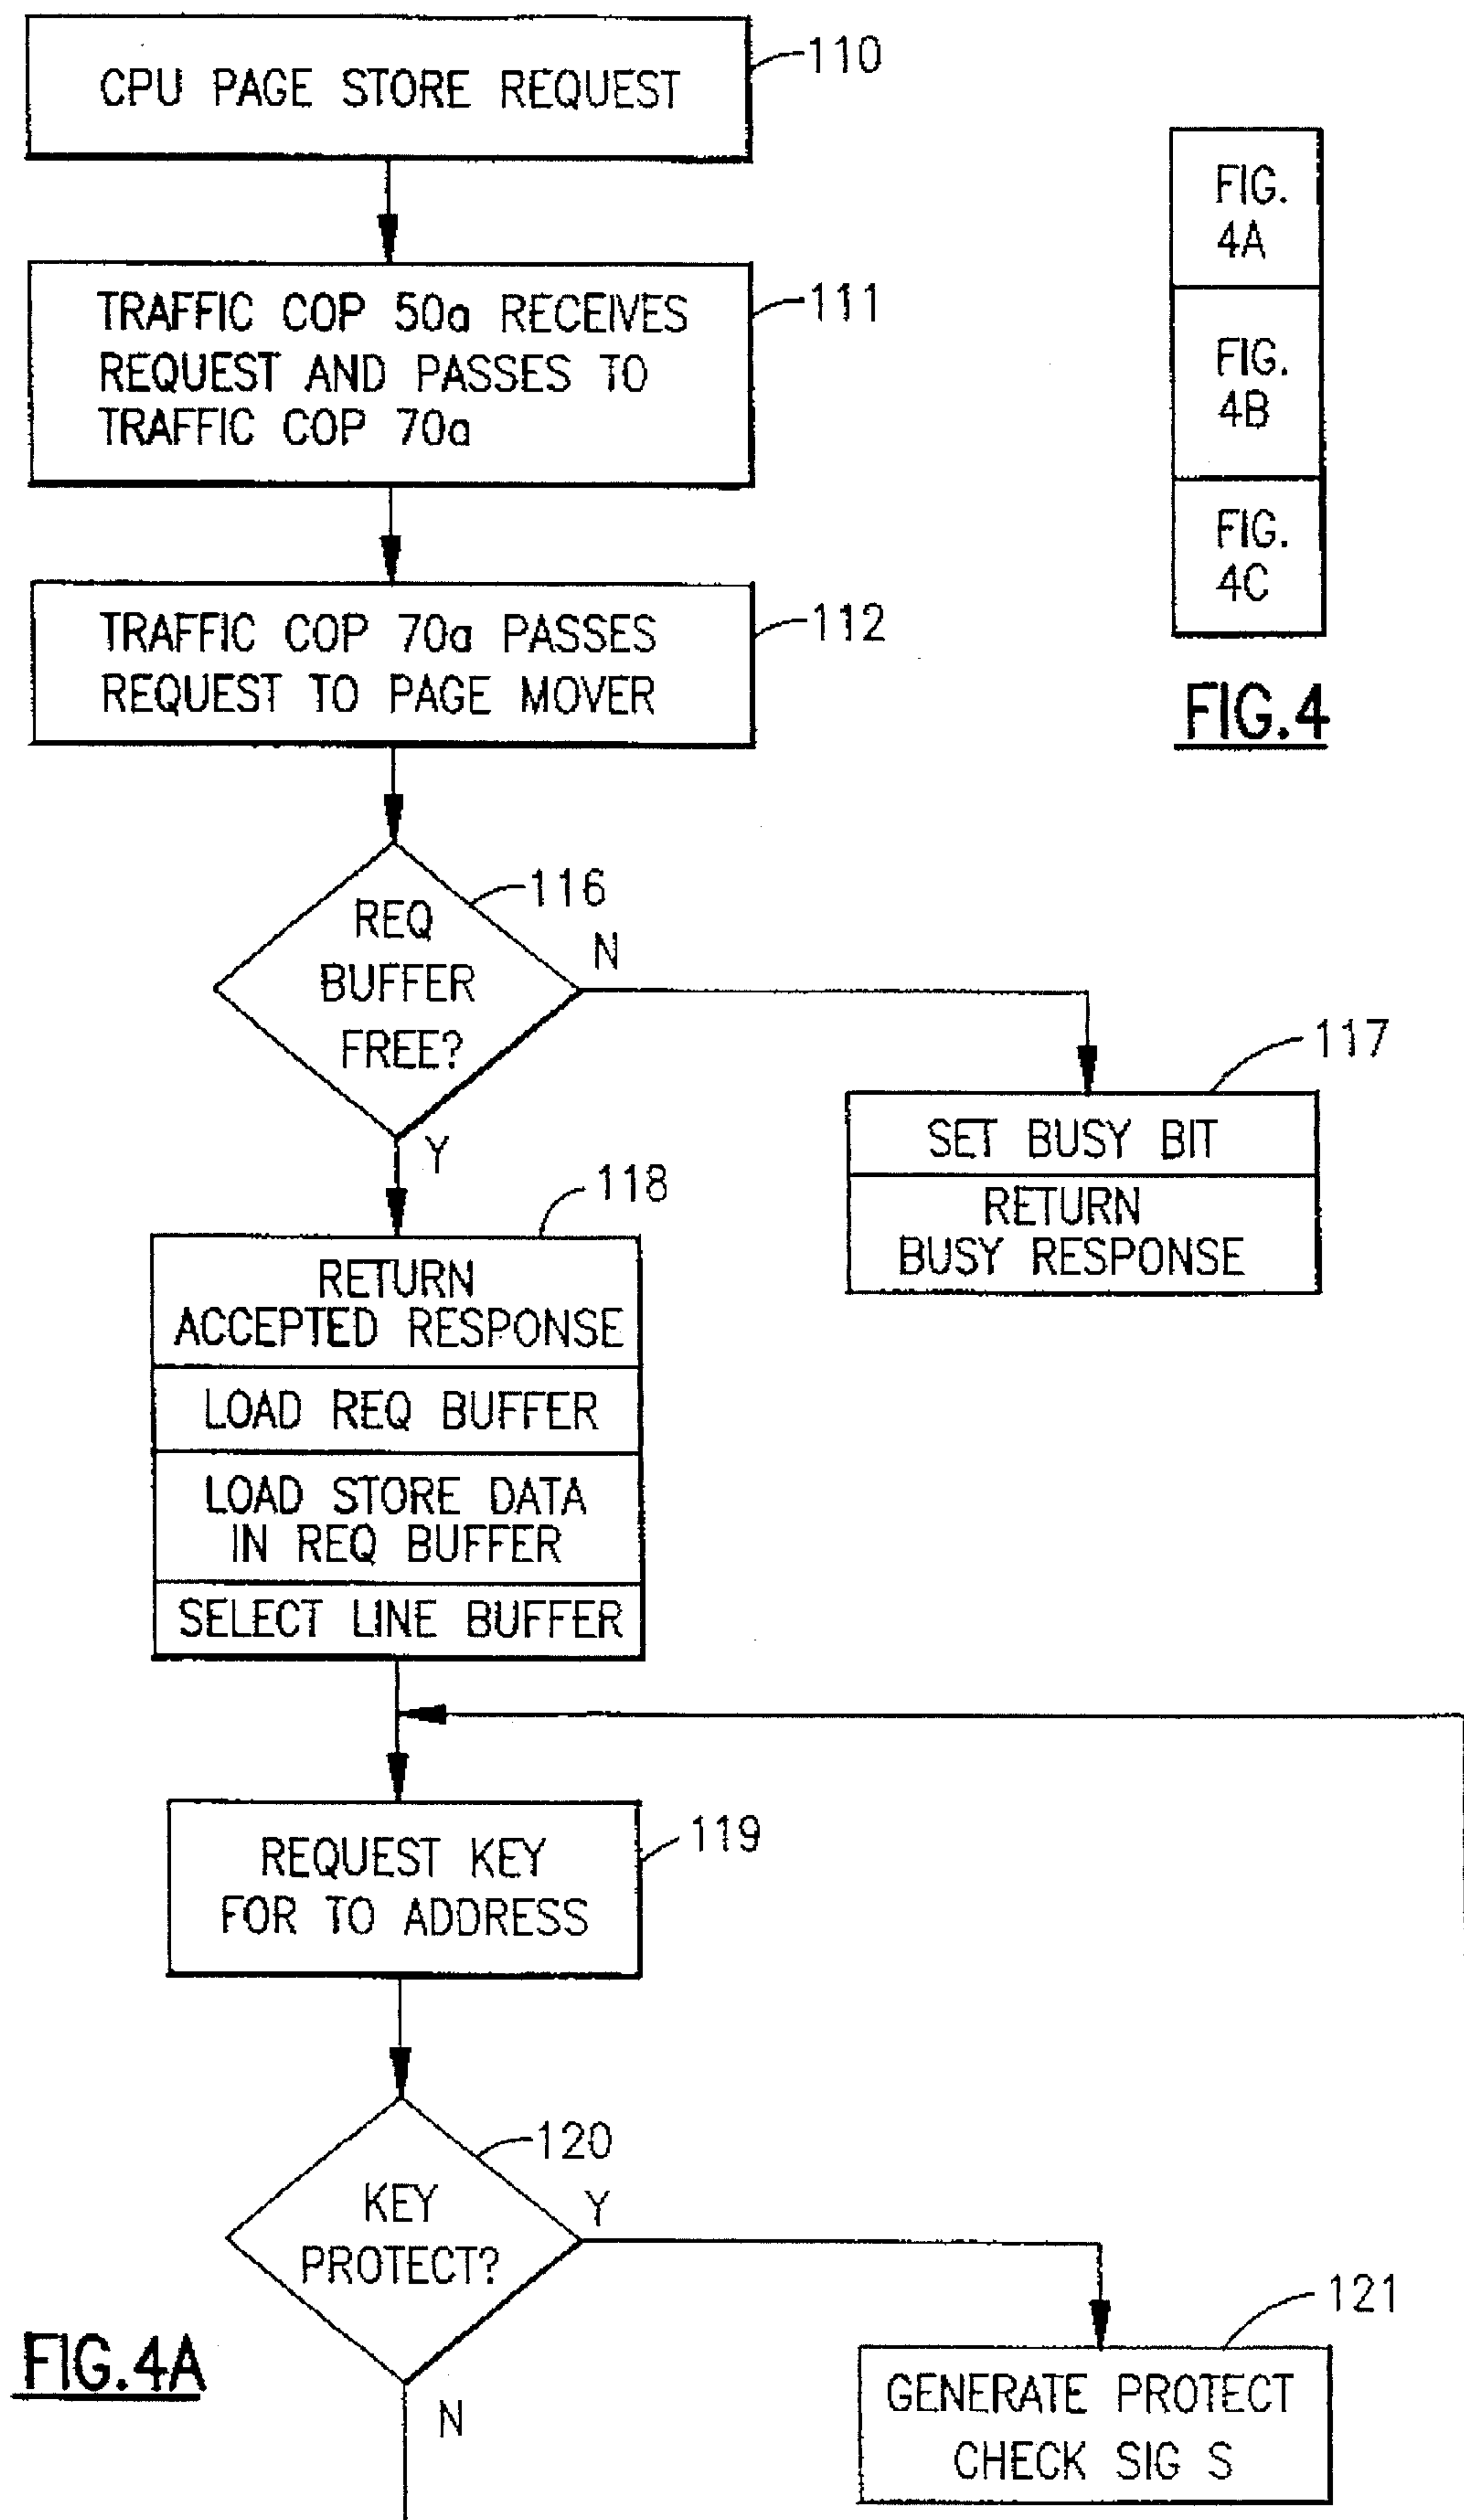 CPU PAGE STORE REQUEST
110
TRAFFIC COP 50a RECEIVES
REQUEST AND PASSES TO
TRAFFIC COP 70a
111
TRAFFIC COP 70a PASSES
REQUEST TO PAGE MOVER
112
FIG.
4A
FIG.
4B
FIG.
4C
FIG.4
REQ
BUFFER
FREE?
116
N
Y
SET BUSY BIT
RETURN
BUSY RESPONSE
117
118
RETURN
ACCEPTED RESPONSE
LOAD REQ BUFFER
LOAD STORE DATA
IN REQ BUFFER
SELECT LINE BUFFER
REQUEST KEY
FOR TO ADDRESS
119
KEY
PROTECT?
120
Y
N
121
GENERATE PROTECT
CHECK SIG S
FIG.4A